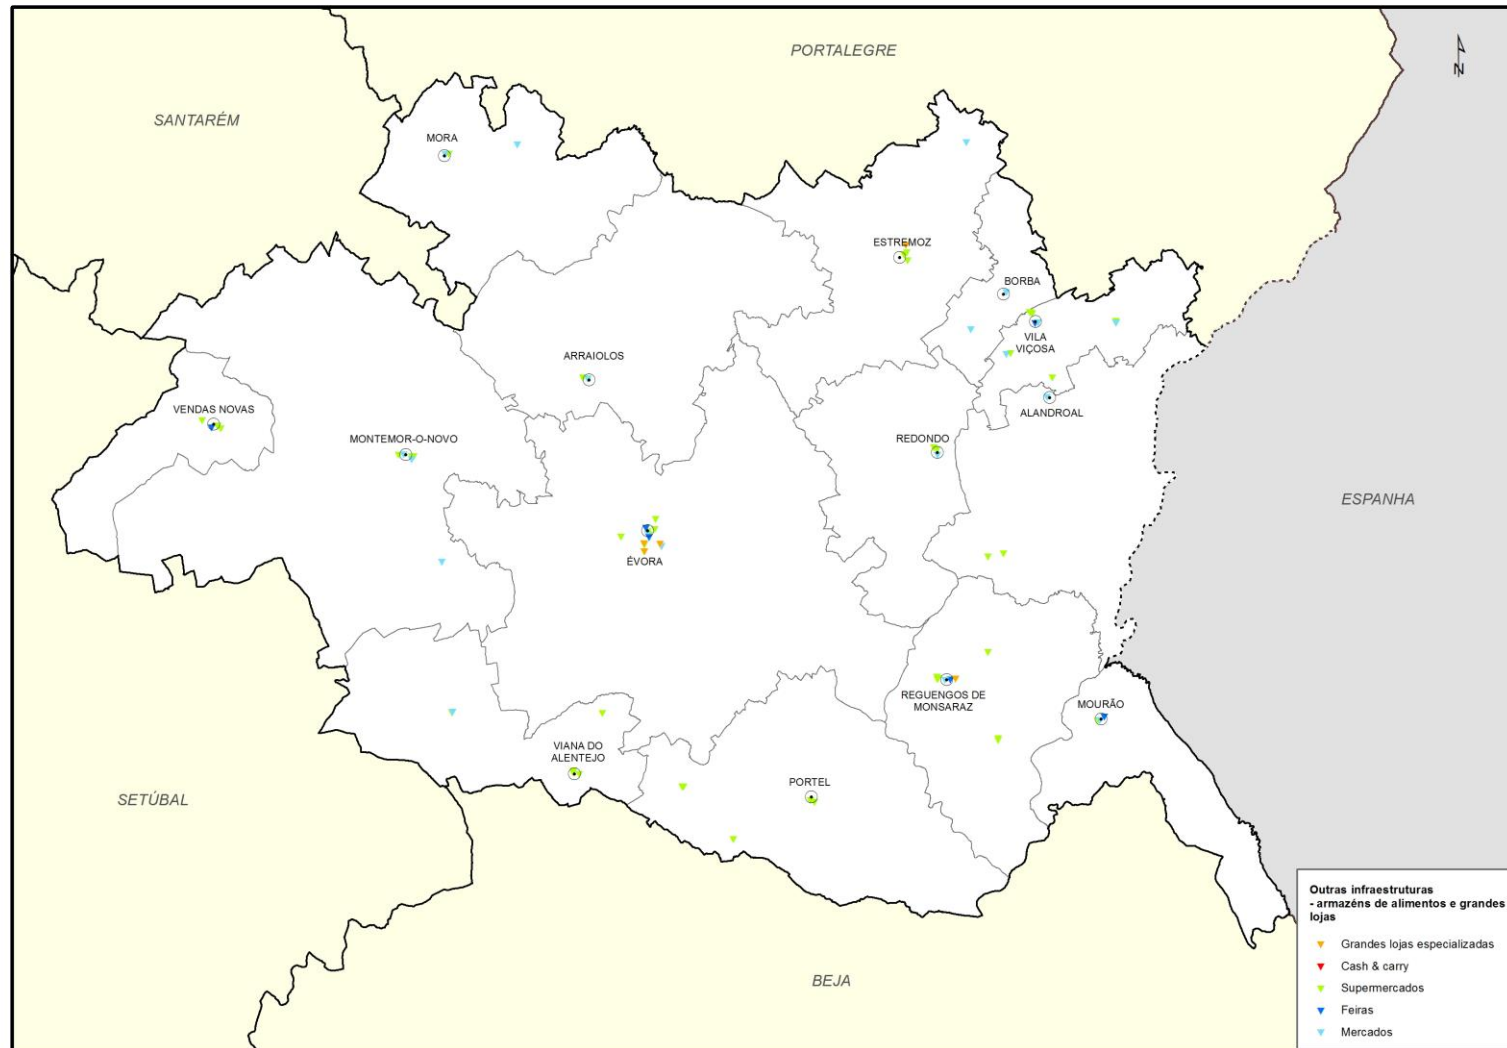 PORTALEGRE
N
SANTARÉM
MORA
ESTREMOZ
BORBA
VILA
VIÇOSA
ARRAIOLOS
ALANDROAL
VENDAS NOVAS
MONTEMOR-O-NOVO
REDONDO
ESPANHA
ÉVORA
REGUENGOS DE
MONSARAZ
MOURÃO
VIANA DO
ALENTEJO
PORTEL
SETÚBAL
BEJA
Outras infraestruturas
- armazéns de alimentos e grandes
lojas
Grandes lojas especializadas
Cash & carry
Supermercados
Feiras
Mercados